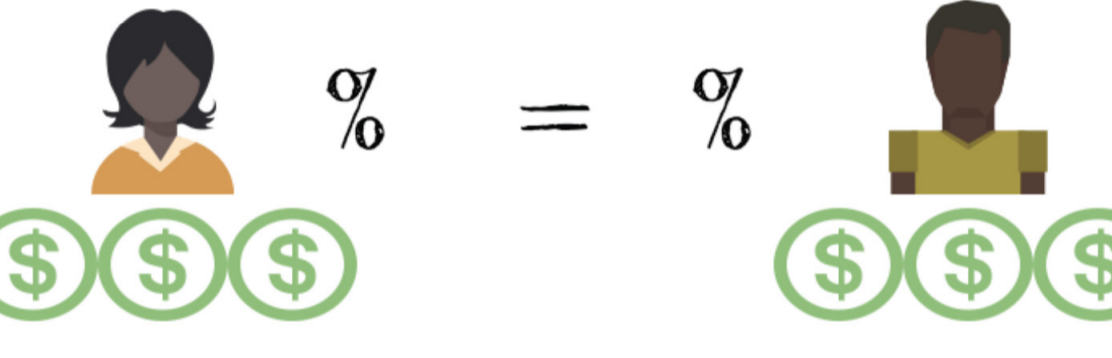 % = %
$ $ $ $ $ $